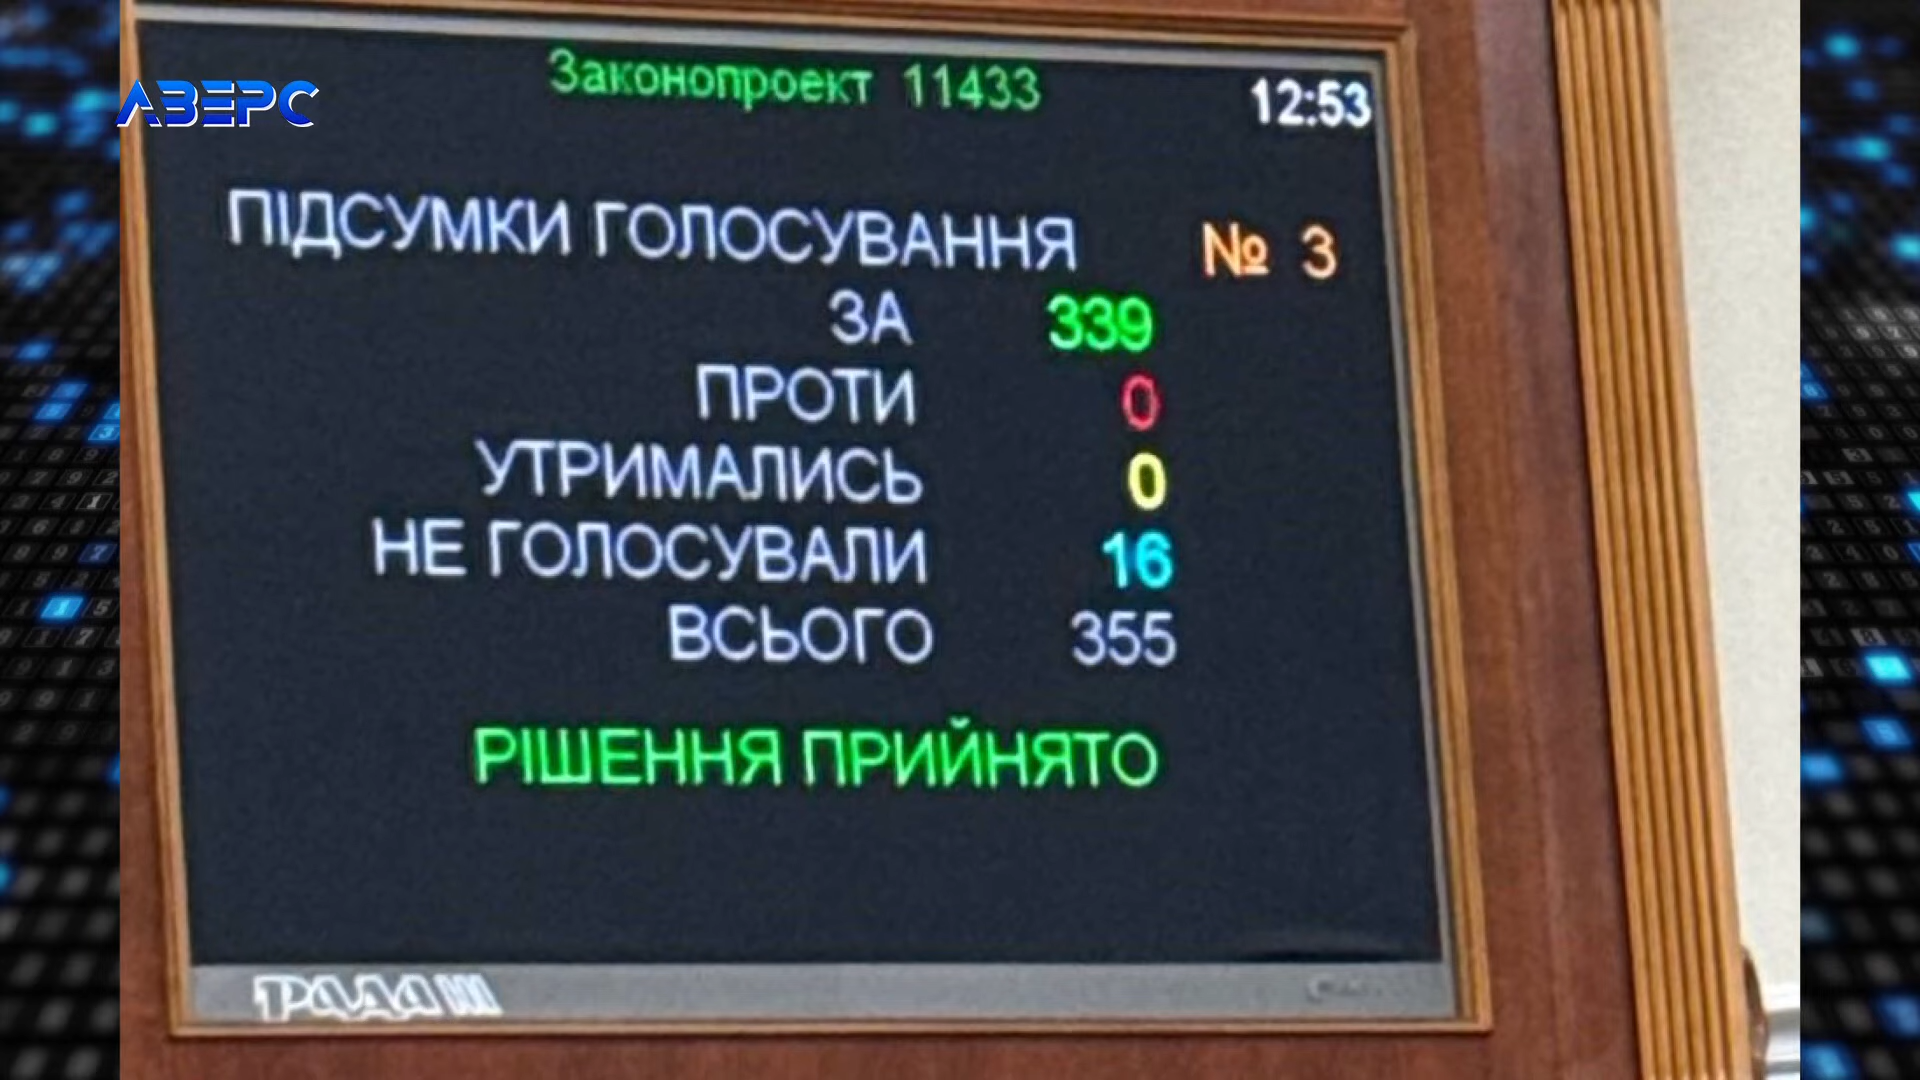 АВЕРС
Законопроект 11433 12:53
ПІДСУМКИ ГОЛОСУВАННЯ № 3
ЗА 339
ПРОТИ 0
УТРИМАЛИСЬ 0
НЕ ГОЛОСУВАЛИ 16
ВСЬОГО 355
РІШЕННЯ ПРИЙНЯТО
РАДА III